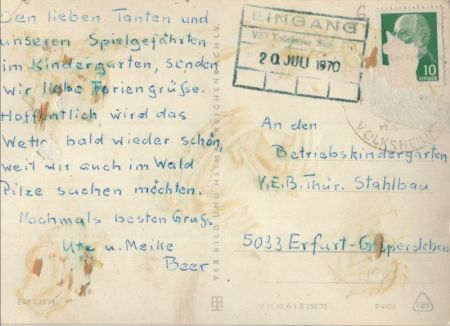 Den lieben Tanten und
unseren Spielgefährten
im Kindergarten, senden
wir liebe Feriengrüße.
Hoffentlich wird das
Wetter bald wieder schön,
weil wir auch im Wald
Pilze suchen möchten.
Nochmals besten Gruß.
Ute u. Meike
Beer
VEB BILD UND HEIMAT REICHENBACH I.V.
EINGANG
20. JULI 1970
10
An den
Betriebskindergarten
V.E.B. Thür. Stahlbau
5033 Erfurt-Gispersleben